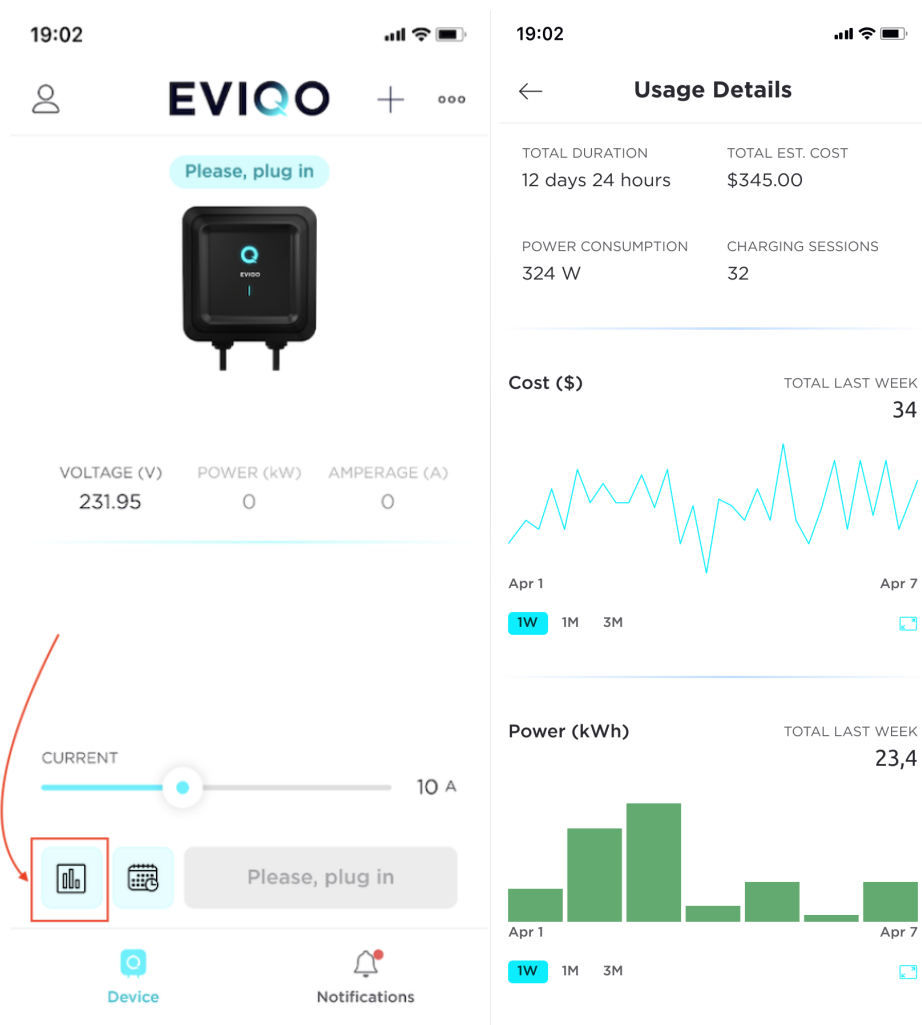 19:02
EVIQO
Please, plug in
EVIQO
VOLTAGE (V) POWER (kW) AMPERAGE (A)
231.95 0 0
CURRENT
10 A
Please, plug in
Device Notifications
19:02
Usage Details
TOTAL DURATION TOTAL EST. COST
12 days 24 hours $345.00
POWER CONSUMPTION CHARGING SESSIONS
324 W 32
Cost ($) TOTAL LAST WEEK
34
Apr 1 Apr 7
1W 1M 3M
Power (kWh) TOTAL LAST WEEK
23,4
Apr 1 Apr 7
1W 1M 3M